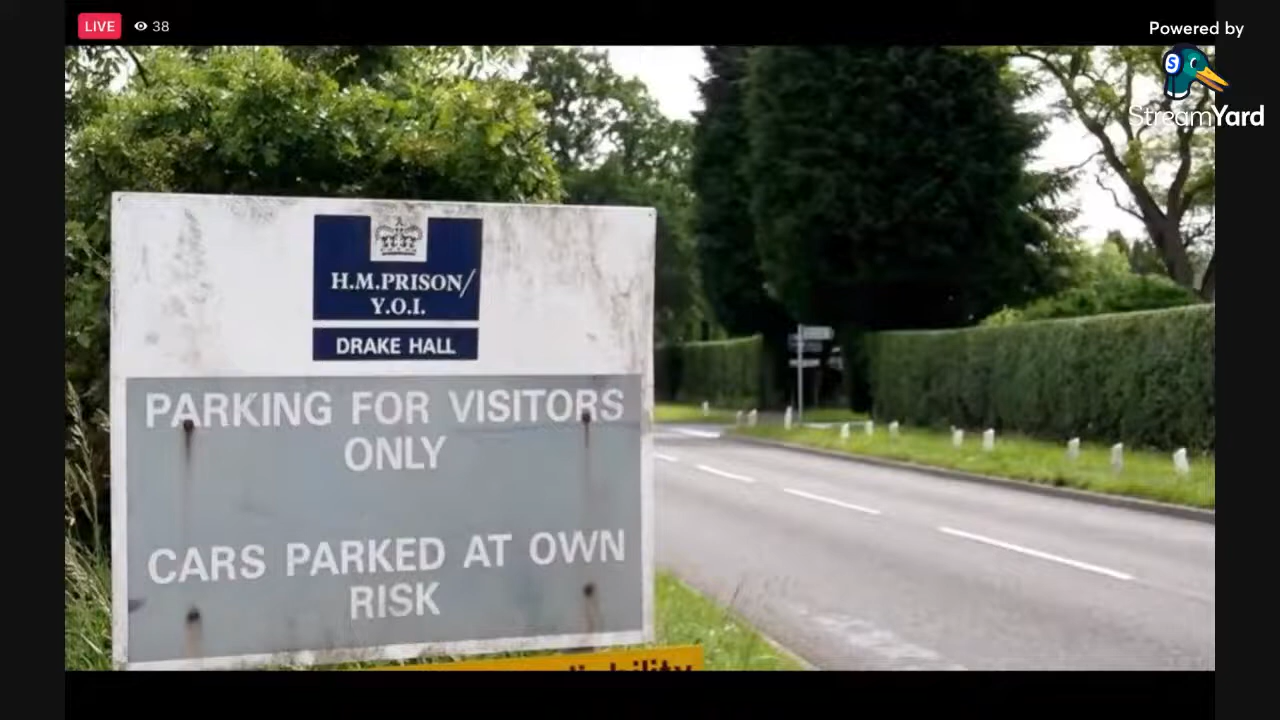 LIVE 38
Powered by
S
StreamYard
H.M.PRISON/
Y.O.I.
DRAKE HALL
PARKING FOR VISITORS
ONLY
CARS PARKED AT OWN
RISK